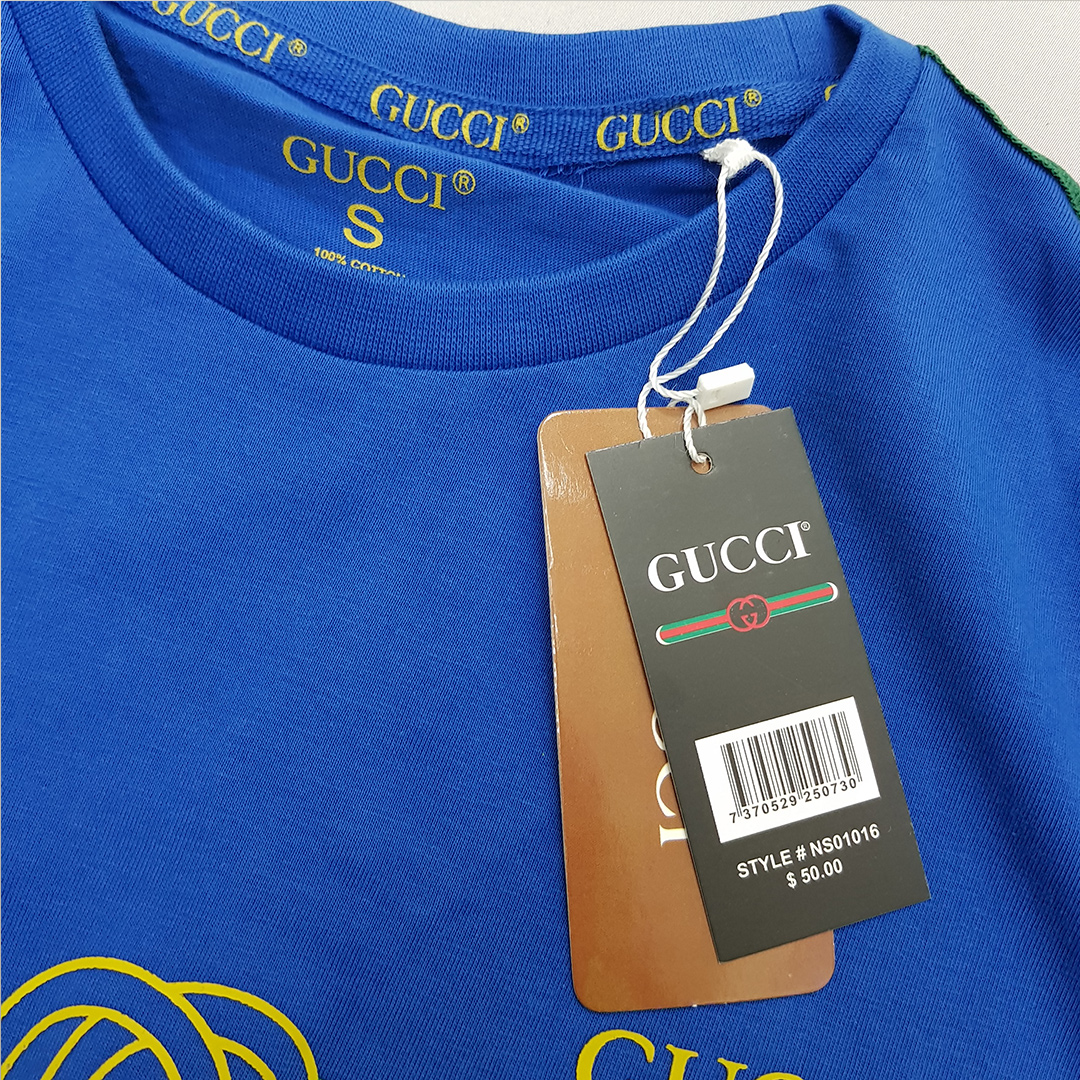 GUCCI®
GUCCI®
GUCCI®
GUCCI®
S
100% COTTON
GUCCI®
7 370529 250730
STYLE # NS01016
$ 50.00